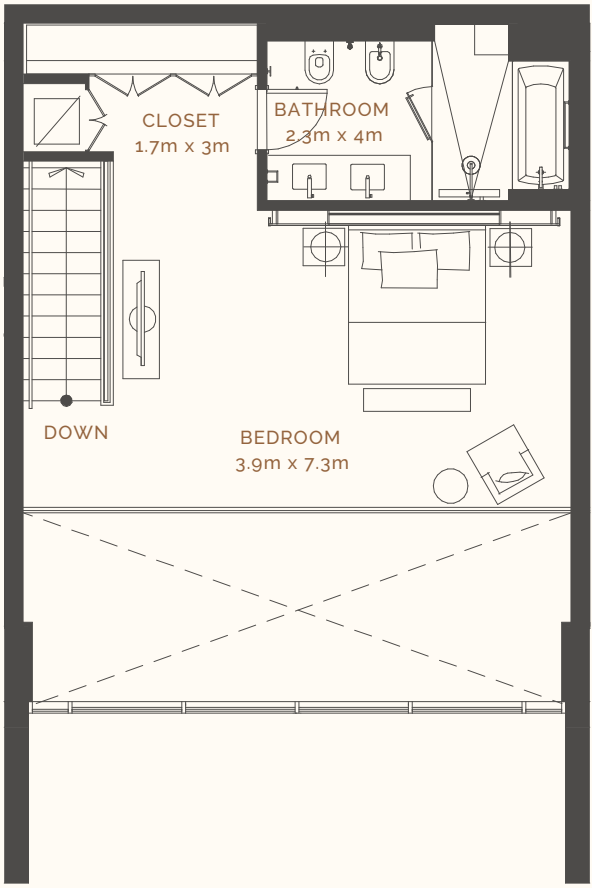 CLOSET
1.7m x 3m
BATHROOM
2.3m x 4m
DOWN
BEDROOM
3.9m x 7.3m